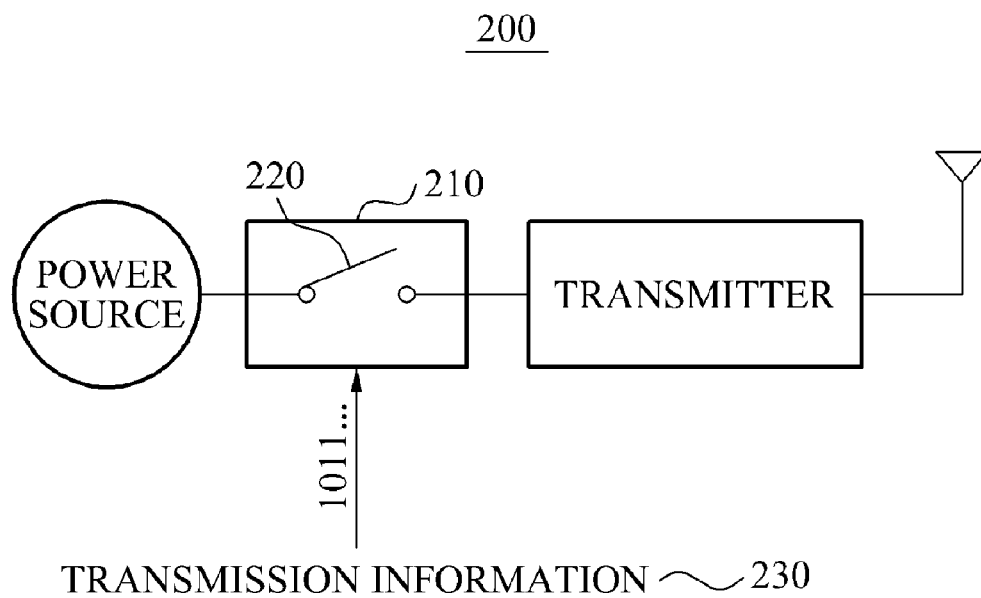 200
220
210
POWER
SOURCE
TRANSMITTER
1011...
TRANSMISSION INFORMATION
230